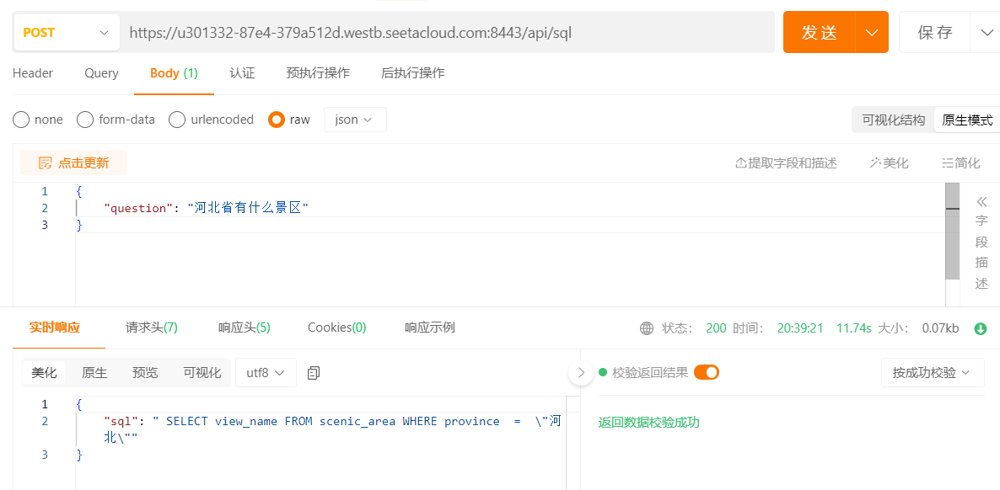 POST
https://u301332-87e4-379a512d.westb.seetacloud.com:8443/api/sql
发送
保存
Header Query Body (1) 认证 预执行操作 后执行操作
none form-data urlencoded raw json 可视化结构 原生模式
点击更新 提取字段和描述 美化 简化
1 {
2 "question": "河北省有什么景区"
3 }
字段描述
实时响应 请求头(7) 响应头(5) Cookies(0) 响应示例 状态： 200 时间： 20:39:21 11.74s 大小： 0.07kb
美化 原生 预览 可视化 utf8 校验返回结果 按成功校验
1 {
2 "sql": " SELECT view_name FROM scenic_area WHERE province  =  \"河
北\""
3 }
返回数据校验成功